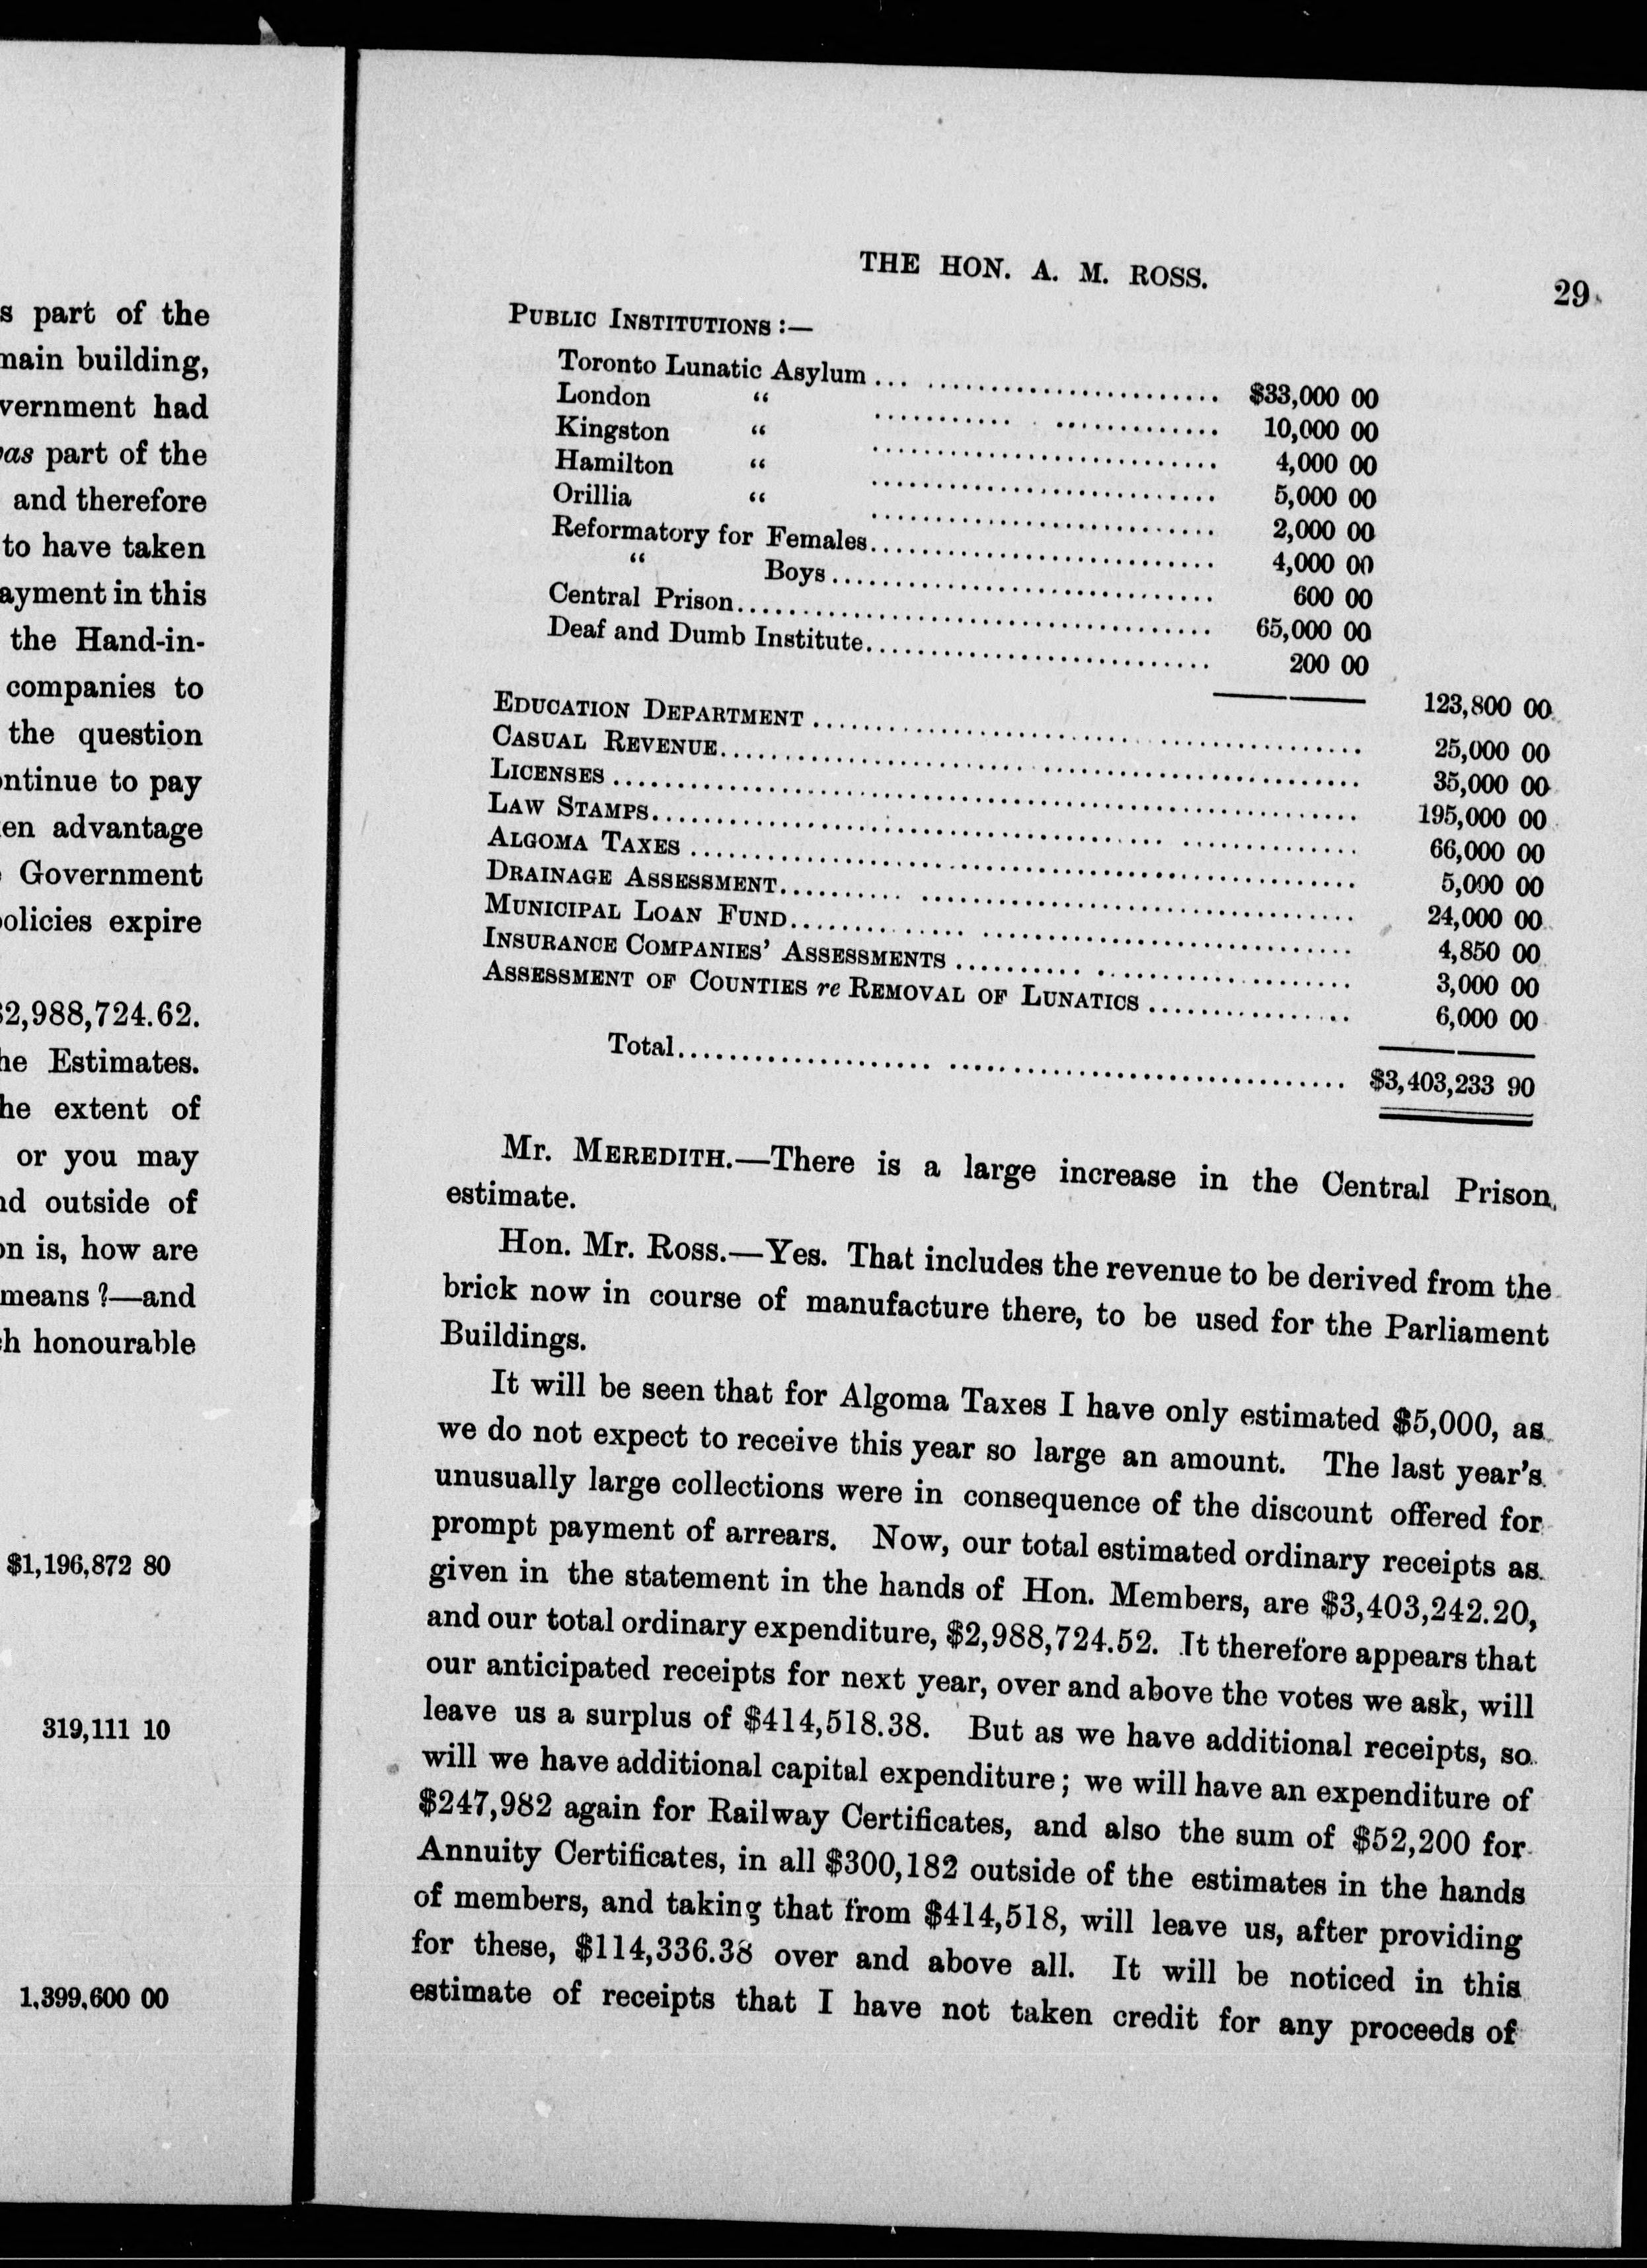 s part of the
main building,
vernment had
was part of the
and therefore
to have taken
ayment in this
the Hand-in-
companies to
the question
ontinue to pay
en advantage
Government
policies expire
$2,988,724.62.
he Estimates.
he extent of
or you may
nd outside of
on is, how are
means ?—and
ch honourable
$1,196,872 80
319,111 10
1,399,600 00
THE HON. A. M. ROSS. 29
PUBLIC INSTITUTIONS :—
Toronto Lunatic Asylum ... ........................... $33,000 00
London " ........... ............. 10,000 00
Kingston " ........................... 4,000 00
Hamilton " ........................... 5,000 00
Orillia " ........................... 2,000 00
Reformatory for Females........................... 4,000 00
" Boys.............................. 600 00
Central Prison..................................... 65,000 00
Deaf and Dumb Institute........................... 200 00
123,800 00
EDUCATION DEPARTMENT ........................................ 25,000 00
CASUAL REVENUE.................................................. 35,000 00
LICENSES .......................................................... 195,000 00
LAW STAMPS....................................................... 66,000 00
ALGOMA TAXES .................................................... 5,000 00
DRAINAGE ASSESSMENT.......... ................................... 24,000 00
MUNICIPAL LOAN FUND............ ................................. 4,850 00
INSURANCE COMPANIES' ASSESSMENTS .......... .................... 3,000 00
ASSESSMENT OF COUNTIES re REMOVAL OF LUNATICS ................ 6,000 00
Total.................... ............................... $3,403,233 90
Mr. MEREDITH.—There is a large increase in the Central Prison
estimate.
Hon. Mr. Ross.—Yes. That includes the revenue to be derived from the
brick now in course of manufacture there, to be used for the Parliament
Buildings.
It will be seen that for Algoma Taxes I have only estimated $5,000, as
we do not expect to receive this year so large an amount. The last year's
unusually large collections were in consequence of the discount offered for
prompt payment of arrears. Now, our total estimated ordinary receipts as
given in the statement in the hands of Hon. Members, are $3,403,242.20,
and our total ordinary expenditure, $2,988,724.52. It therefore appears that
our anticipated receipts for next year, over and above the votes we ask, will
leave us a surplus of $414,518.38. But as we have additional receipts, so
will we have additional capital expenditure; we will have an expenditure of
$247,982 again for Railway Certificates, and also the sum of $52,200 for
Annuity Certificates, in all $300,182 outside of the estimates in the hands
of members, and taking that from $414,518, will leave us, after providing
for these, $114,336.38 over and above all. It will be noticed in this
estimate of receipts that I have not taken credit for any proceeds of